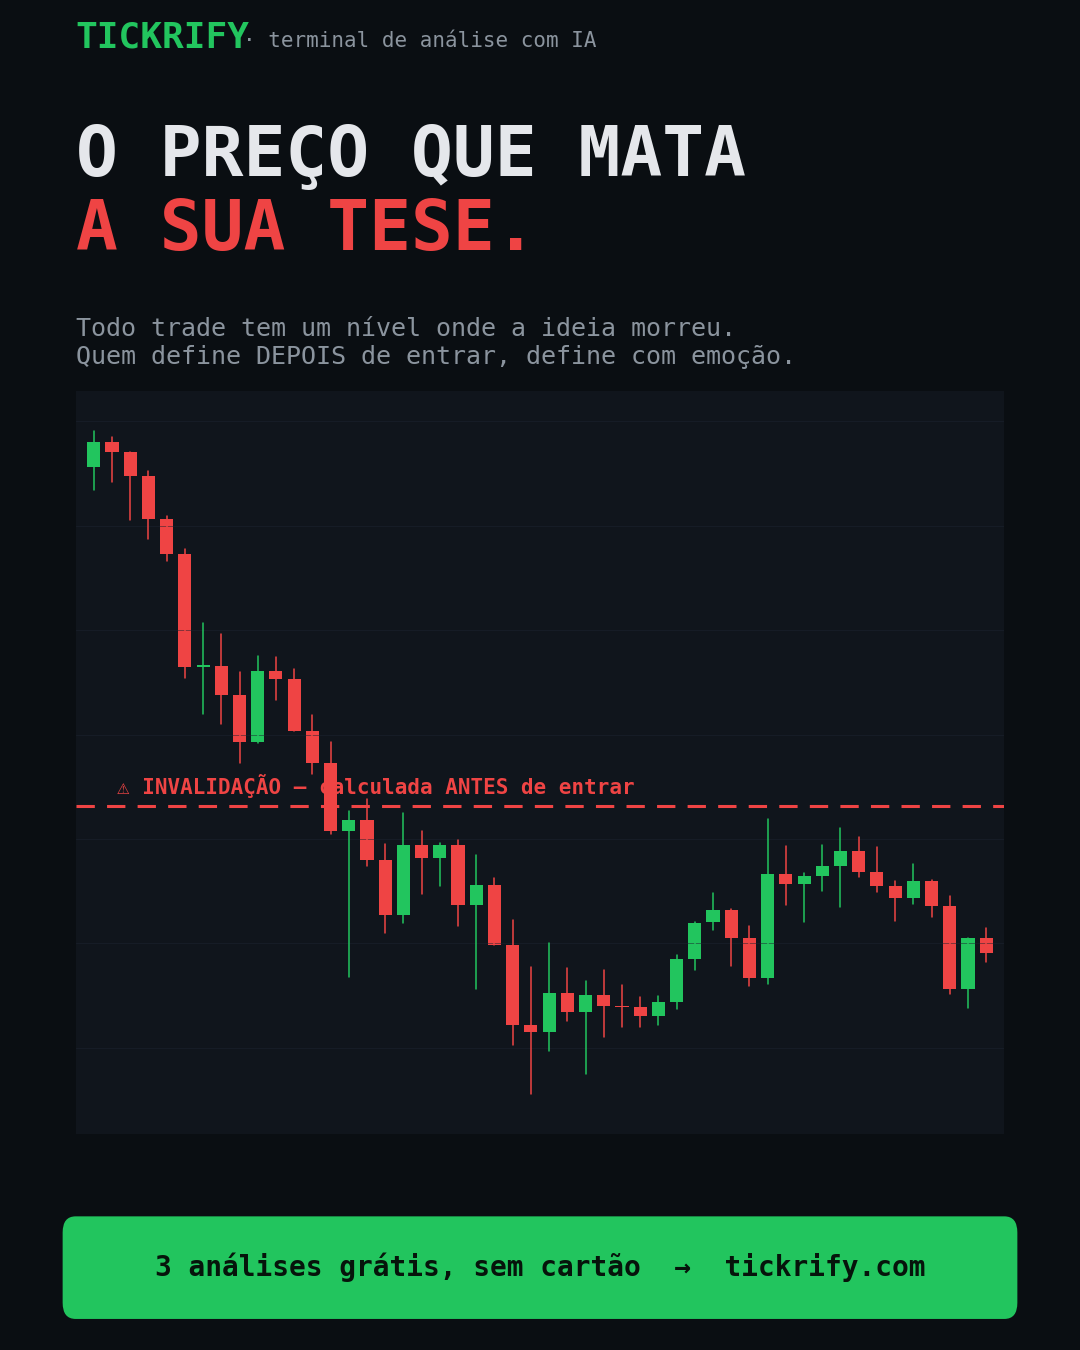 TICKRIFY · terminal de análise com IA
O PREÇO QUE MATA
A SUA TESE.
Todo trade tem um nível onde a ideia morreu.
Quem define DEPOIS de entrar, define com emoção.
⚠ INVALIDAÇÃO — calculada ANTES de entrar
3 análises grátis, sem cartão → tickrify.com